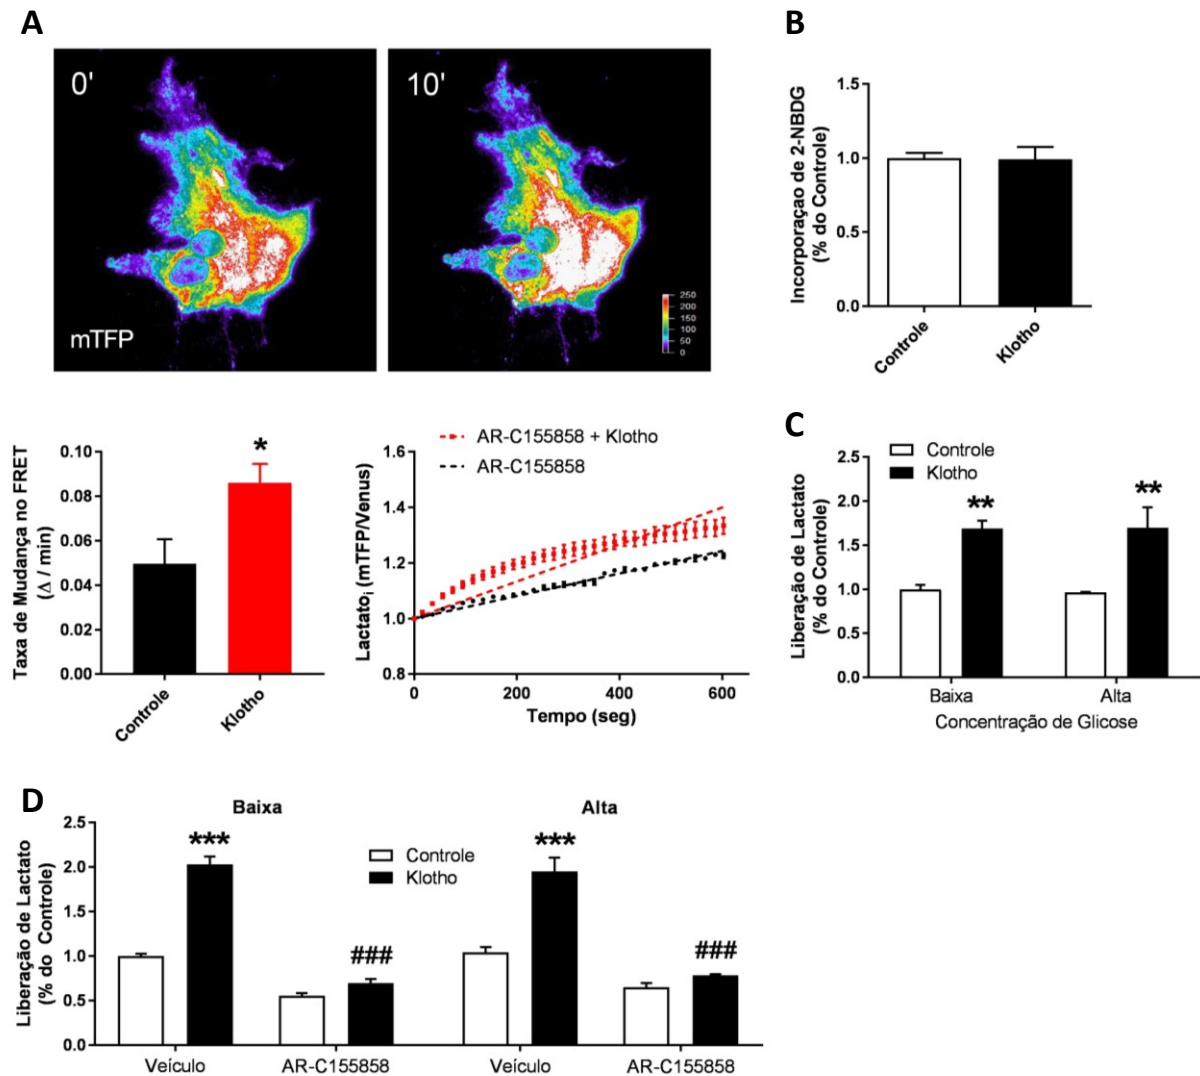 A
0'
10'
mTFP
250
200
150
100
50
0
B
Incorporaçao de 2-NBDG
(% do Controle)
1.5
1.0
0.5
0.0
Controle
Klotho
Taxa de Mudança no FRET
(Δ / min)
0.10
0.08
0.06
0.04
0.02
0.00
*
Controle
Klotho
AR-C155858 + Klotho
AR-C155858
Lactatoᵢ (mTFP/Venus)
1.6
1.4
1.2
1.0
0.8
0
200
400
600
Tempo (seg)
C
Controle
Klotho
Liberação de Lactato
(% do Controle)
2.5
2.0
1.5
1.0
0.5
0.0
**
**
Baixa
Alta
Concentração de Glicose
D
Baixa
Alta
Liberação de Lactato
(% do Controle)
2.5
2.0
1.5
1.0
0.5
0.0
***
###
Controle
Klotho
***
###
Veículo
AR-C155858
Veículo
AR-C155858